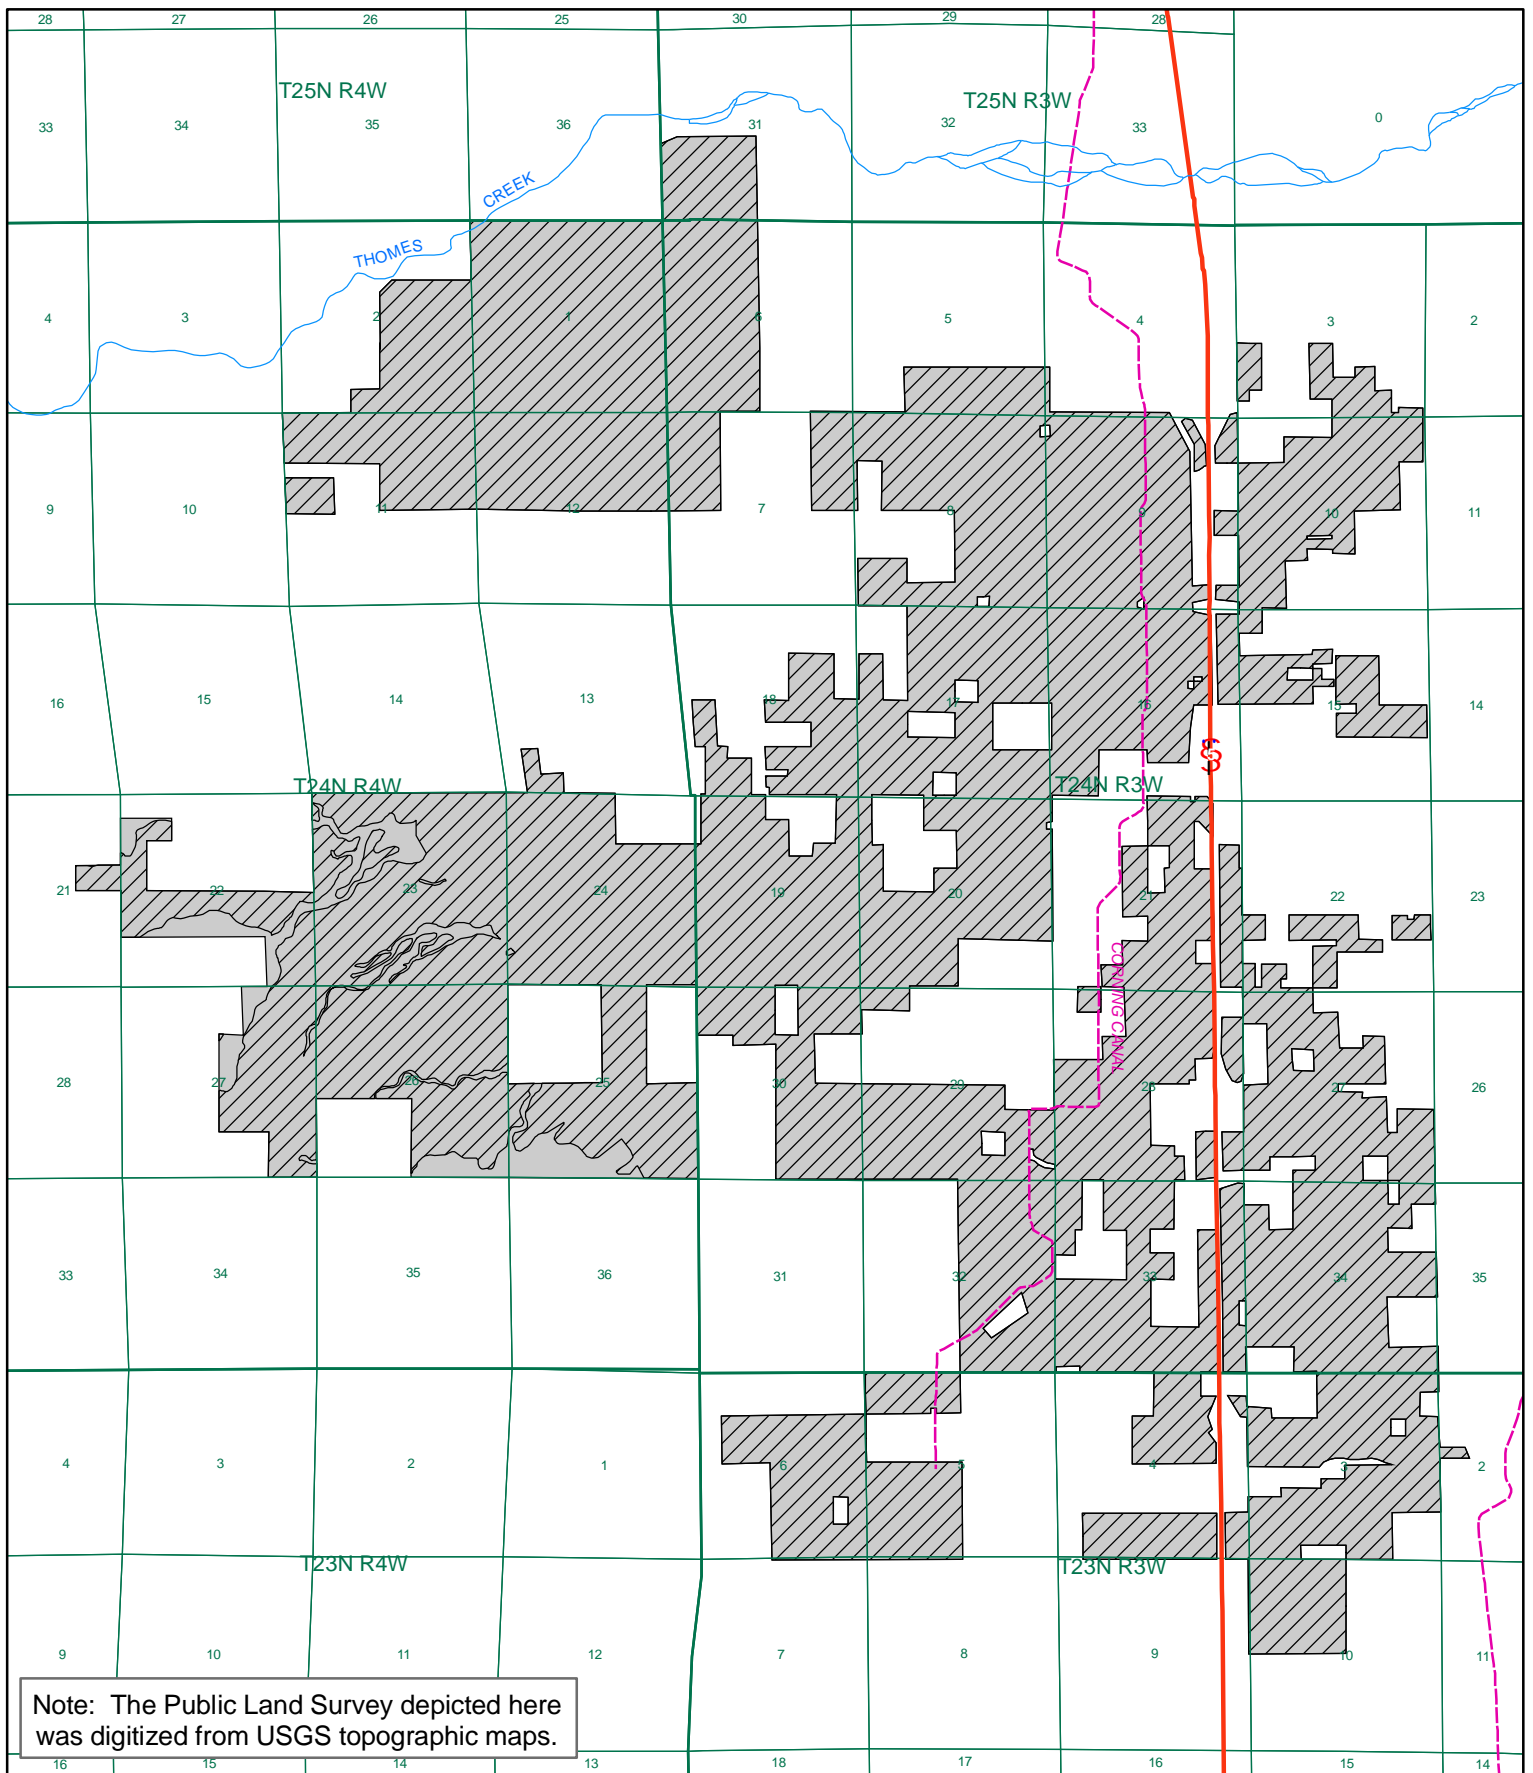 28 27 26 25 30 29 28
T25N R4W T25N R3W
33 34 35 36 31 32 33 0
CREEK
THOMES
4 3 2 1 6 5 4 3 2
9 10 11 12 7 8 9 10 11
16 15 14 13 18 17 16 15 14
T24N R4W T24N R3W
21 22 23 24 19 20 21 22 23
CORNING CANAL
28 27 26 25 30 29 28 27 26
33 34 35 36 31 32 33 34 35
4 3 2 1 6 5 4 3 2
T23N R4W T23N R3W
9 10 11 12 7 8 9 10 11
Note: The Public Land Survey depicted here
was digitized from USGS topographic maps.
16 15 14 13 18 17 16 15 14